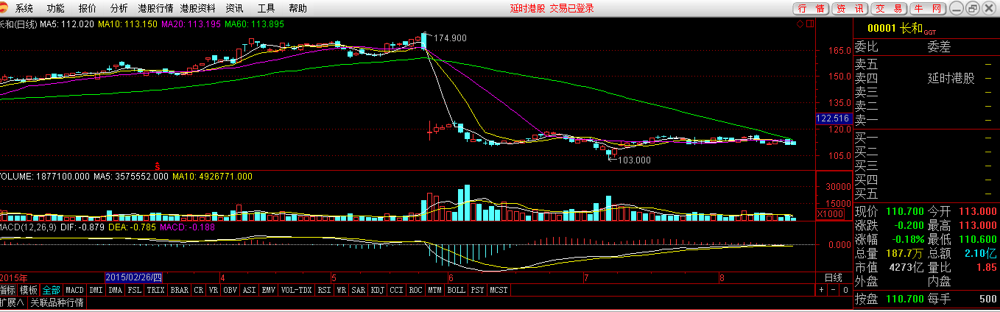 系统 功能 报价 分析 港股行情 港股资料 资讯 工具 帮助 延时港股 交易已登录 行 情 资 讯 交 易 牛 网
长和(日线) MA5: 112.020 MA10: 113.150 MA20: 113.195 MA60: 113.895
174.900
103.000
165.0
150.0
135.0
122.516
120.0
105.0
$
VOLUME: 1877100.000 MA5: 3575552.000 MA10: 4926771.000
30000
15000
X1000
MACD(12,26,9) DIF: -0.879 DEA: -0.785 MACD: -0.188
0.000
2015年 2015/02/26/四 4 5 6 7 8 日线
指标 模板 全部 MACD DMI DMA FSL TRIX BRAR CR VR OBV ASI EMV VOL-TDX RSI WR SAR KDJ CCI ROC MTM BOLL PSY MCST + - 0
扩展∧ 关联品种行情
00001 长和 GGT
委比 委差
卖五 –
卖四 延时港股 –
卖三 –
卖二 –
卖一 –
买一 –
买二 –
买三 –
买四 –
买五 –
现价 110.700 今开 113.000
涨跌 -0.200 最高 113.000
涨幅 -0.18% 最低 110.600
总量 187.7万 总额 2.10亿
市值 4273亿 量比 1.85
外盘 内盘
按盘 110.700 每手 500